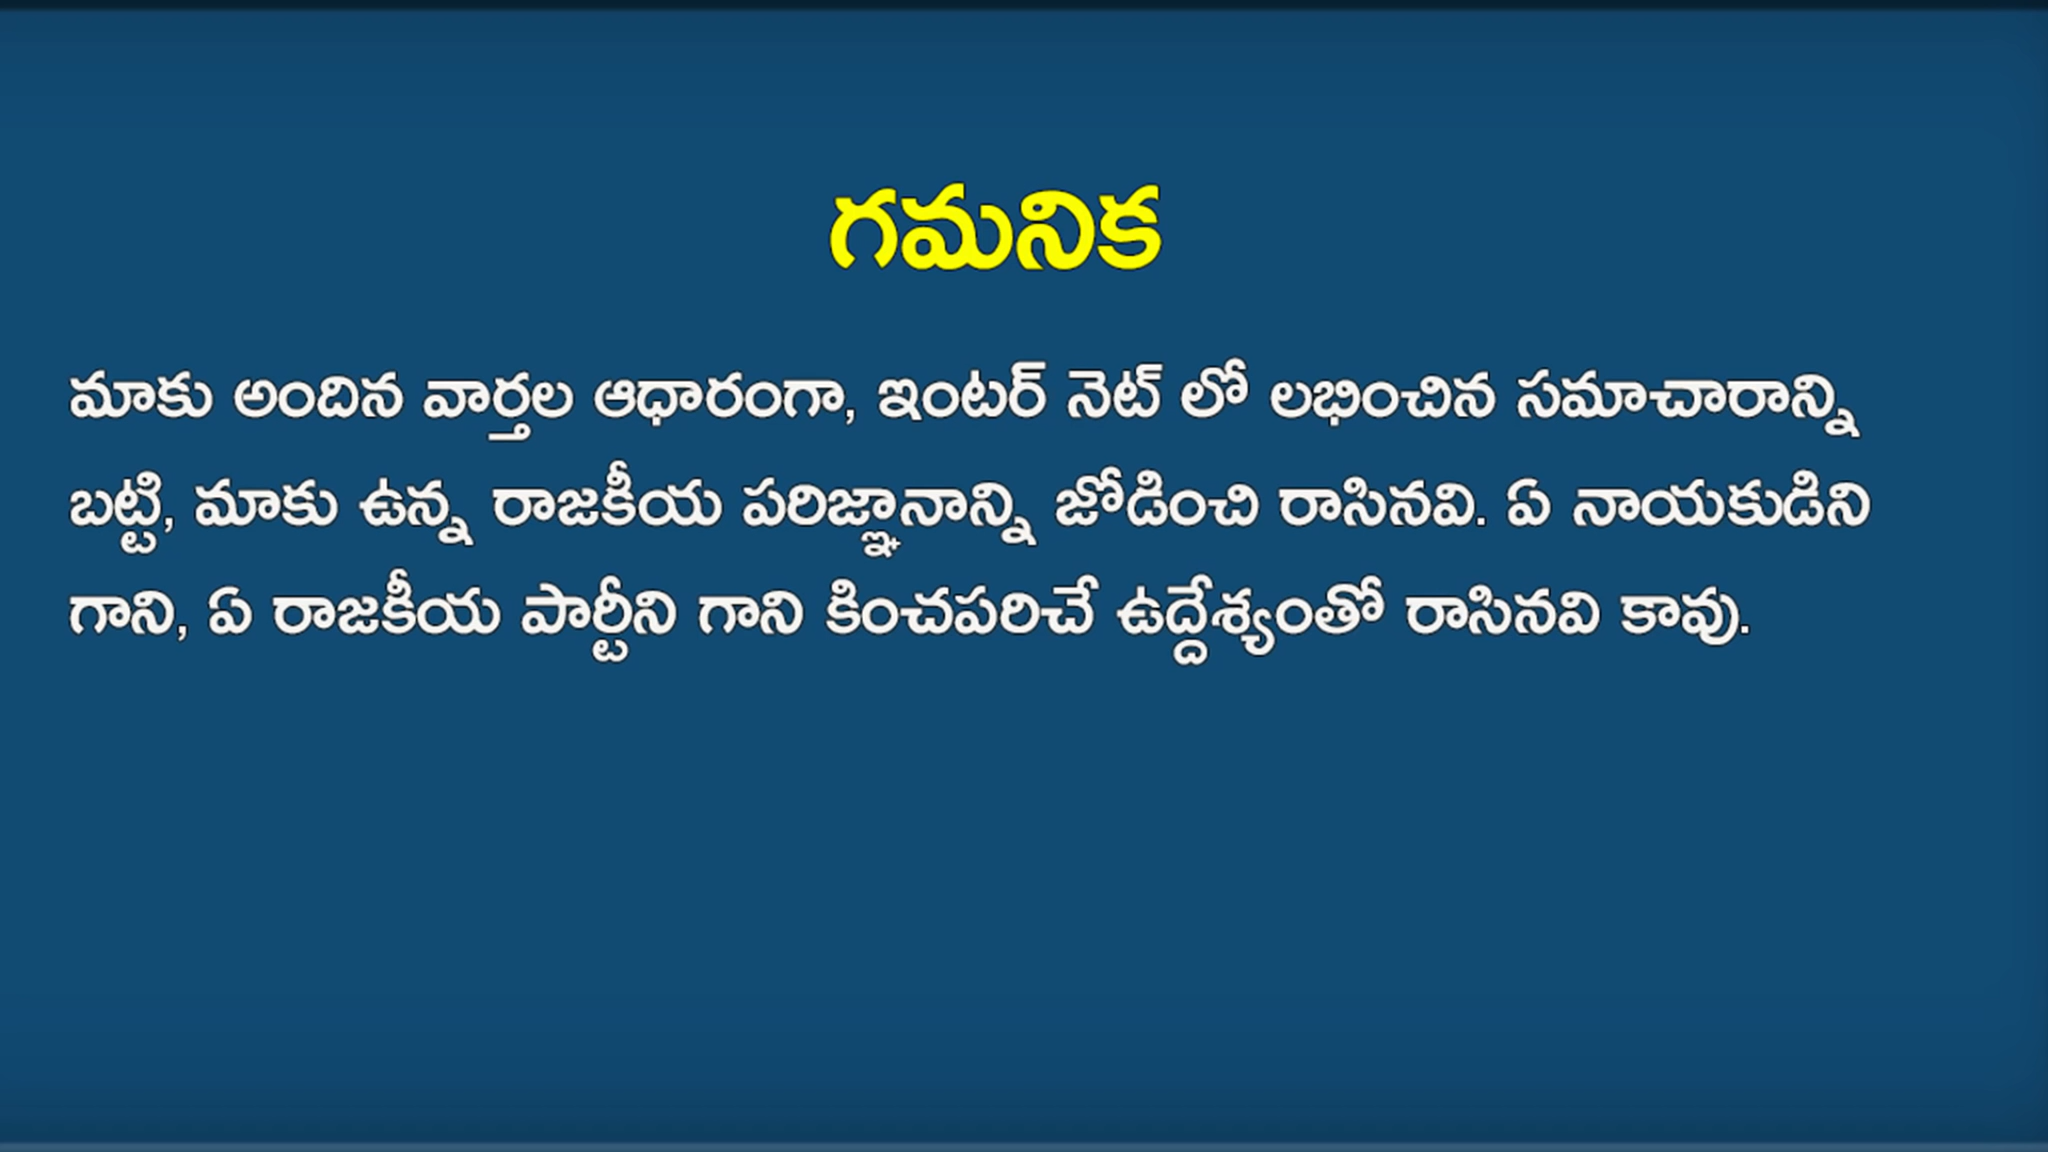 గమనిక
మాకు అందిన వార్తల ఆధారంగా, ఇంటర్ నెట్ లో లభించిన సమాచారాన్ని
బట్టి, మాకు ఉన్న రాజకీయ పరిజ్ఞానాన్ని జోడించి రాసినవి. ఏ నాయకుడిని
గాని, ఏ రాజకీయ పార్టీని గాని కించపరిచే ఉద్దేశ్యంతో రాసినవి కావు.